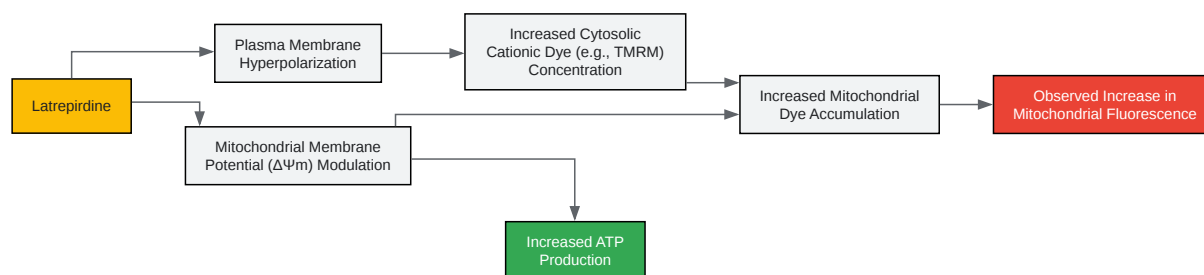 Latrepirdine
Plasma Membrane
Hyperpolarization
Increased Cytosolic
Cationic Dye (e.g., TMRM)
Concentration
Mitochondrial Membrane
Potential (ΔΨm) Modulation
Increased Mitochondrial
Dye Accumulation
Observed Increase in
Mitochondrial Fluorescence
Increased ATP
Production